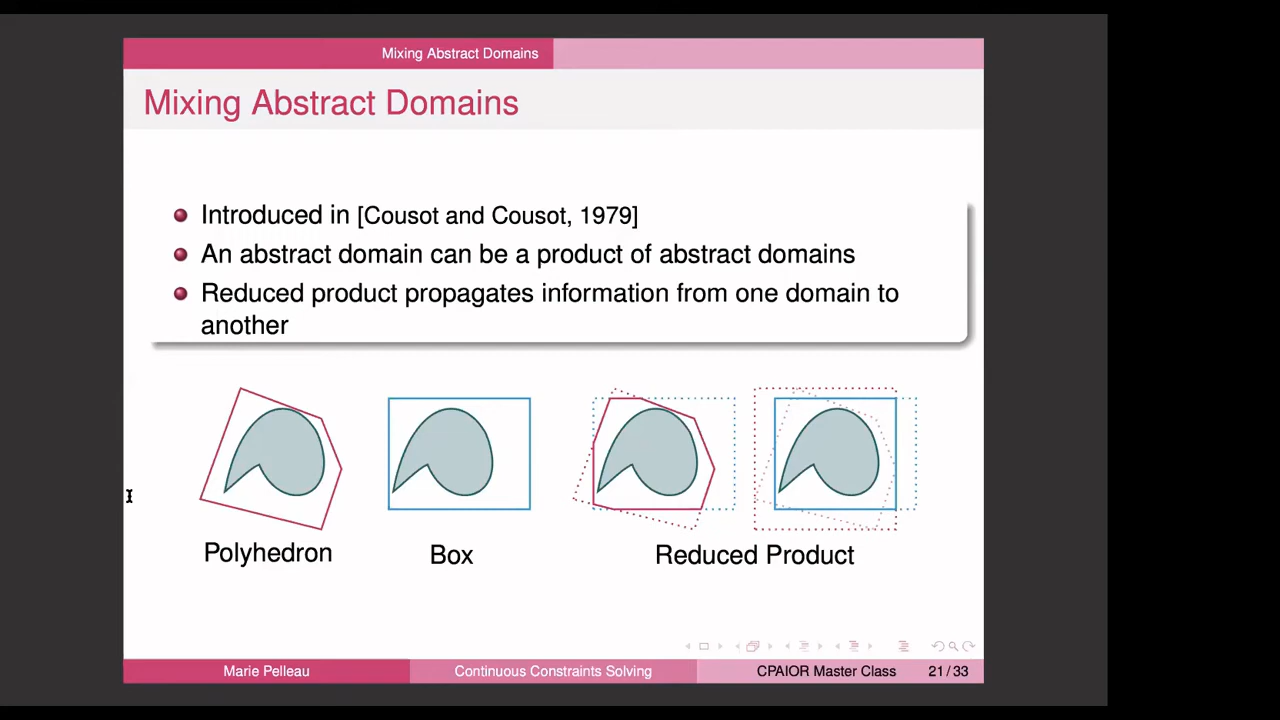 Mixing Abstract Domains
Mixing Abstract Domains
Introduced in [Cousot and Cousot, 1979]
An abstract domain can be a product of abstract domains
Reduced product propagates information from one domain to
another
Polyhedron
Box
Reduced Product
Marie Pelleau
Continuous Constraints Solving
CPAIOR Master Class
21 / 33